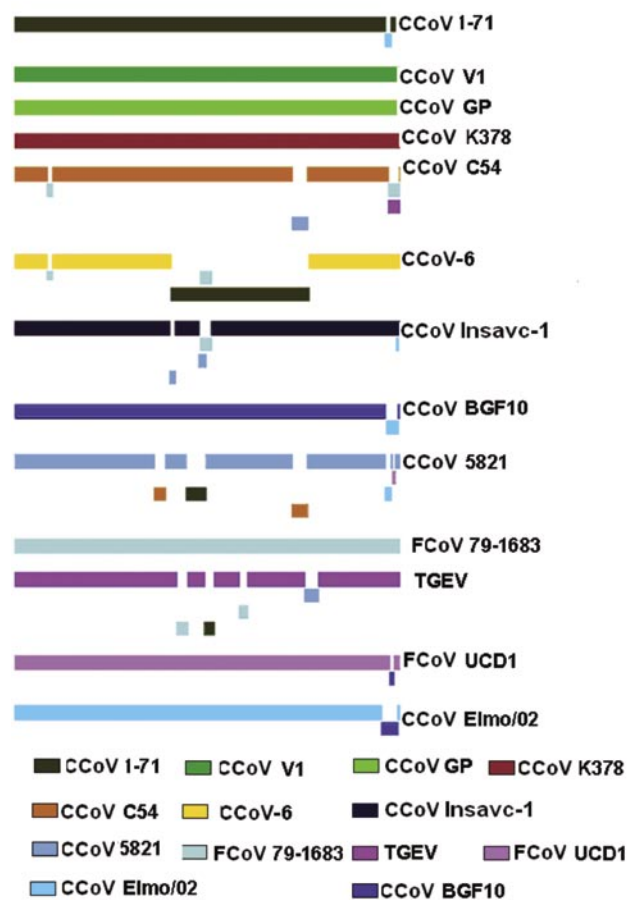 CCoV 1-71
CCoV V1
CCoV GP
CCoV K378
CCoV C54
CCoV-6
CCoV Insavc-1
CCoV BGF10
CCoV 5821
FCoV 79-1683
TGEV
FCoV UCD1
CCoV Elmo/02
CCoV 1-71 CCoV V1 CCoV GP CCoV K378
CCoV C54 CCoV-6 CCoV Insavc-1
CCoV 5821 FCoV 79-1683 TGEV FCoV UCD1
CCoV Elmo/02 CCoV BGF10